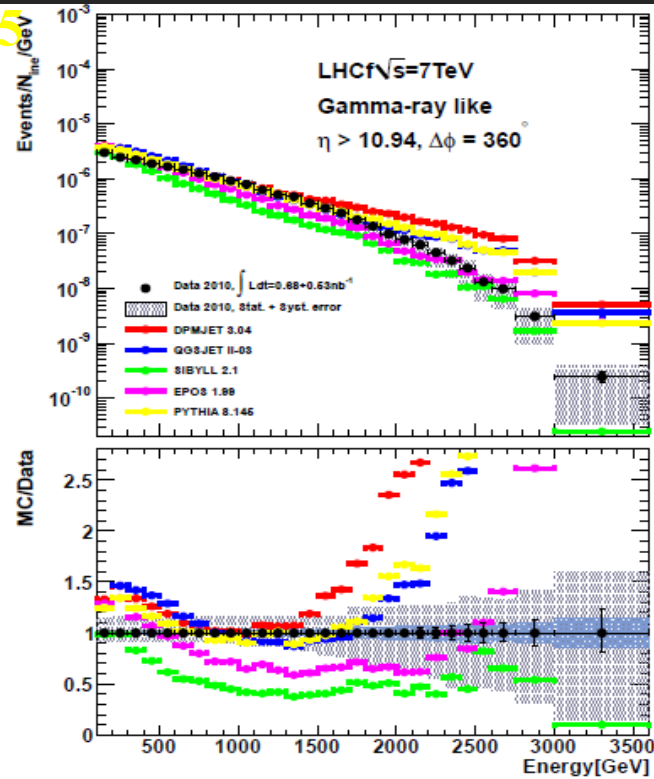 5
10⁻³
10⁻⁴
10⁻⁵
10⁻⁶
10⁻⁷
10⁻⁸
10⁻⁹
10⁻¹⁰
Events/N_ine/GeV
LHCf√s=7TeV
Gamma-ray like
η > 10.94, Δϕ = 360°
Data 2010, ∫ Ldt=0.68+0.53nb⁻¹
Data 2010, Stat. + Syst. error
DPMJET 3.04
QGSJET II-03
SIBYLL 2.1
EPOS 1.99
PYTHIA 8.145
MC/Data
2.5
2
1.5
1
0.5
0
500 1000 1500 2000 2500 3000 3500
Energy[GeV]